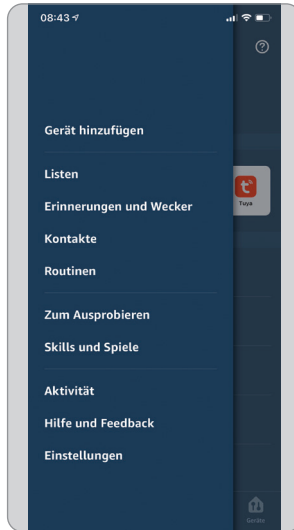 08:43
Gerät hinzufügen
Listen
Erinnerungen und Wecker
Kontakte
Routinen
Tuya
Zum Ausprobieren
Skills und Spiele
Aktivität
Hilfe und Feedback
Einstellungen
Geräte